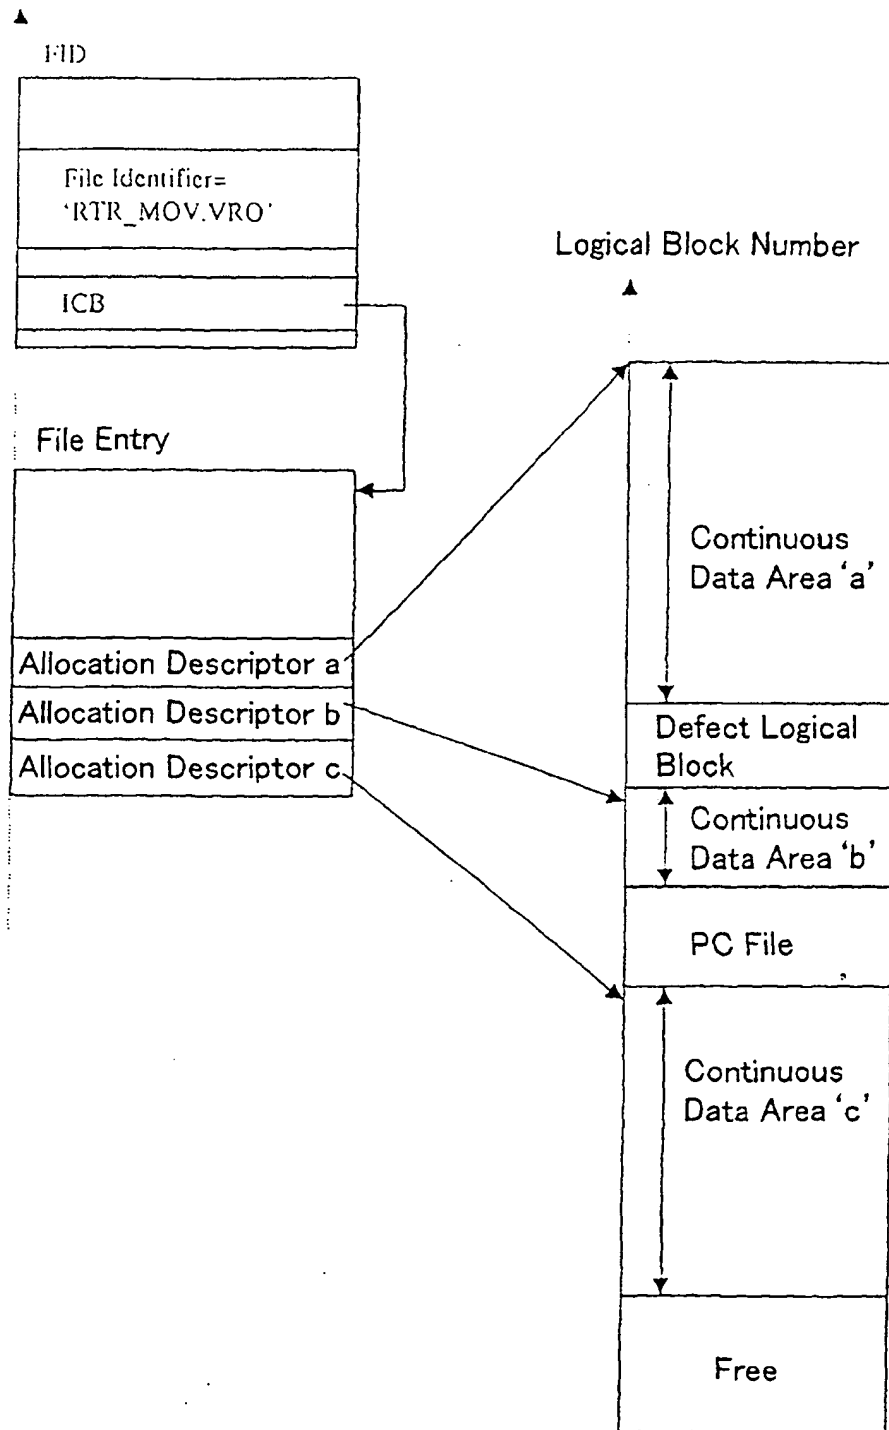 FID
File Identifier=
'RTR_MOV.VRO'
ICB
File Entry
Allocation Descriptor a
Allocation Descriptor b
Allocation Descriptor c
Logical Block Number
Continuous
Data Area 'a'
Defect Logical
Block
Continuous
Data Area 'b'
PC File
Continuous
Data Area 'c'
Free